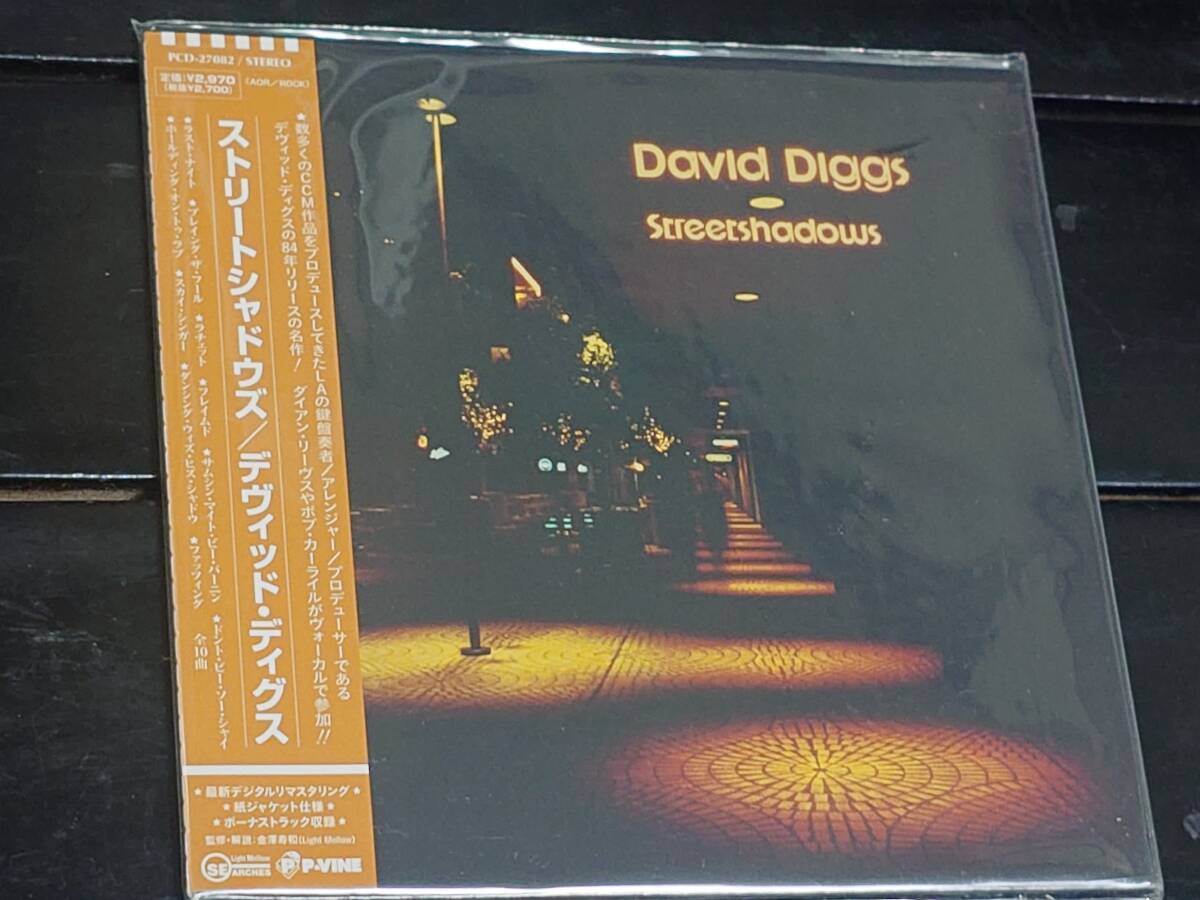 PCD-27082 / STEREO
定価:¥2,970
(税抜¥2,700)
(AOR/ROCK)
★数多くのCCM作品をプロデュースしてきたLAの鍵盤奏者/アレンジャー/プロデューサーである
デヴィッド・ディグスの84年リリースの名作! ダイアン・リーヴスやボブ・カーライルがヴォーカルで参加!!
ストリートシャドウズ/デヴィッド・ディグス
★ラスト・ナイト ★プレイング・ザ・フール ★ラチェット ★フレイムド ★サムシン・マイト・ビー・バーニン ★ドント・ビー・ソー・シャイ
★ホールディング・オン・トゥ・ラブ ★スカイ・シンガー ★ダンシング・ウィズ・ヒズ・シャドウ ★ファッツィング 全10曲
★最新デジタルリマスタリング★
★紙ジャケット仕様★
★ボーナストラック収録★
監修・解説:金澤寿和(Light Mellow)
Light Mellow
SEARCHES
P-VINE
David Diggs
Streetshadows